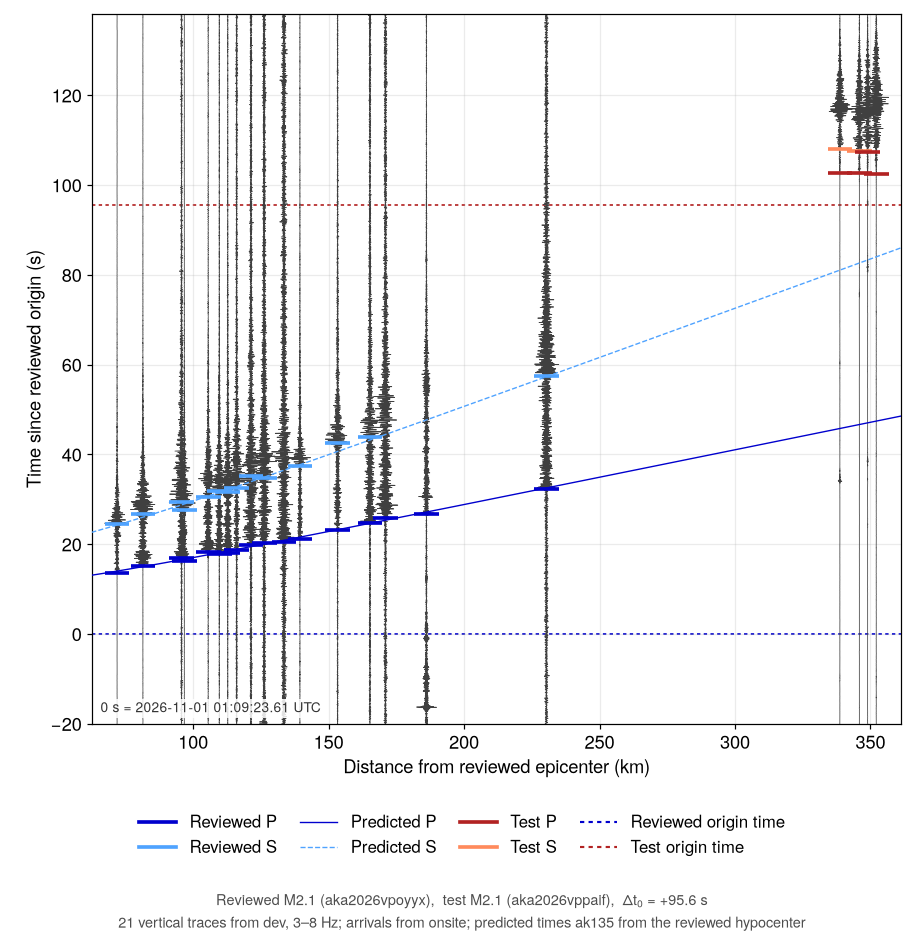 120
100
80
60
40
20
0
−20
Time since reviewed origin (s)
0 s = 2026-11-01 01:09:23.61 UTC
100 150 200 250 300 350
Distance from reviewed epicenter (km)
Reviewed P Predicted P Test P Reviewed origin time
Reviewed S Predicted S Test S Test origin time
Reviewed M2.1 (aka2026vpoyyx), test M2.1 (aka2026vppaif), Δt₀ = +95.6 s
21 vertical traces from dev, 3–8 Hz; arrivals from onsite; predicted times ak135 from the reviewed hypocenter